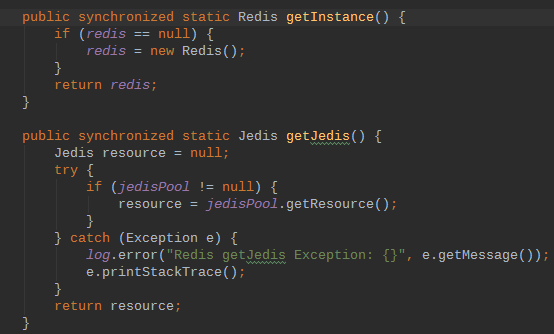 public synchronized static Redis getInstance() {
    if (redis == null) {
        redis = new Redis();
    }
    return redis;
}

public synchronized static Jedis getJedis() {
    Jedis resource = null;
    try {
        if (jedisPool != null) {
            resource = jedisPool.getResource();
        }
    } catch (Exception e) {
        log.error("Redis getJedis Exception: {}", e.getMessage());
        e.printStackTrace();
    }
    return resource;
}